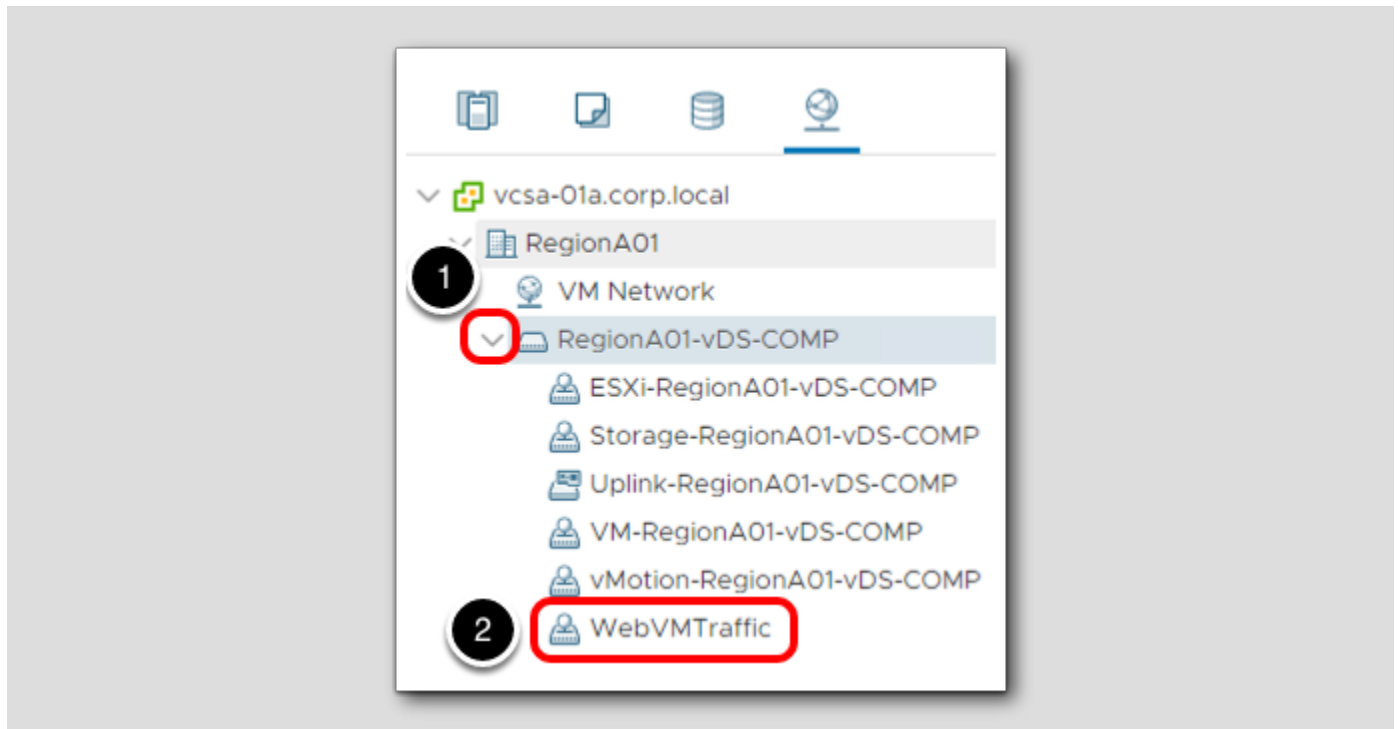 vcsa-01a.corp.local
RegionA01
1
VM Network
RegionA01-vDS-COMP
ESXi-RegionA01-vDS-COMP
Storage-RegionA01-vDS-COMP
Uplink-RegionA01-vDS-COMP
VM-RegionA01-vDS-COMP
vMotion-RegionA01-vDS-COMP
2 WebVMTraffic